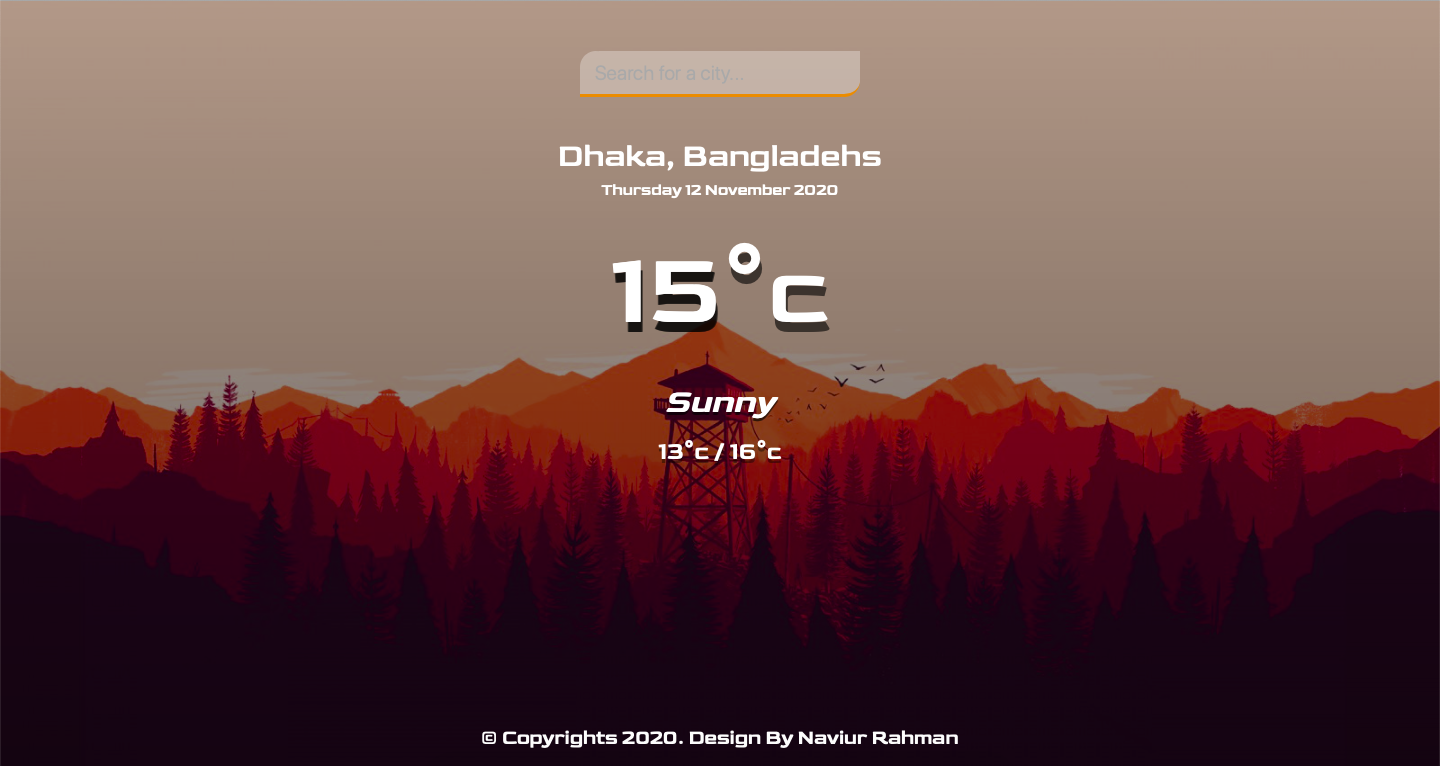 Search for a city...
Dhaka, Bangladehs
Thursday 12 November 2020
15°c
Sunny
13°c / 16°c
© Copyrights 2020. Design By Naviur Rahman